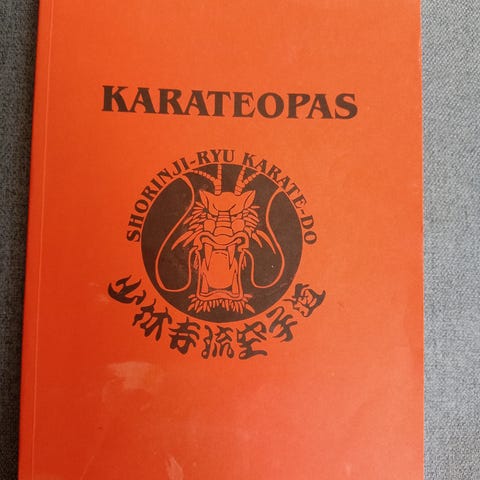 KARATEOPAS
SHORINJI-RYU KARATE-DO
少林寺流空手道